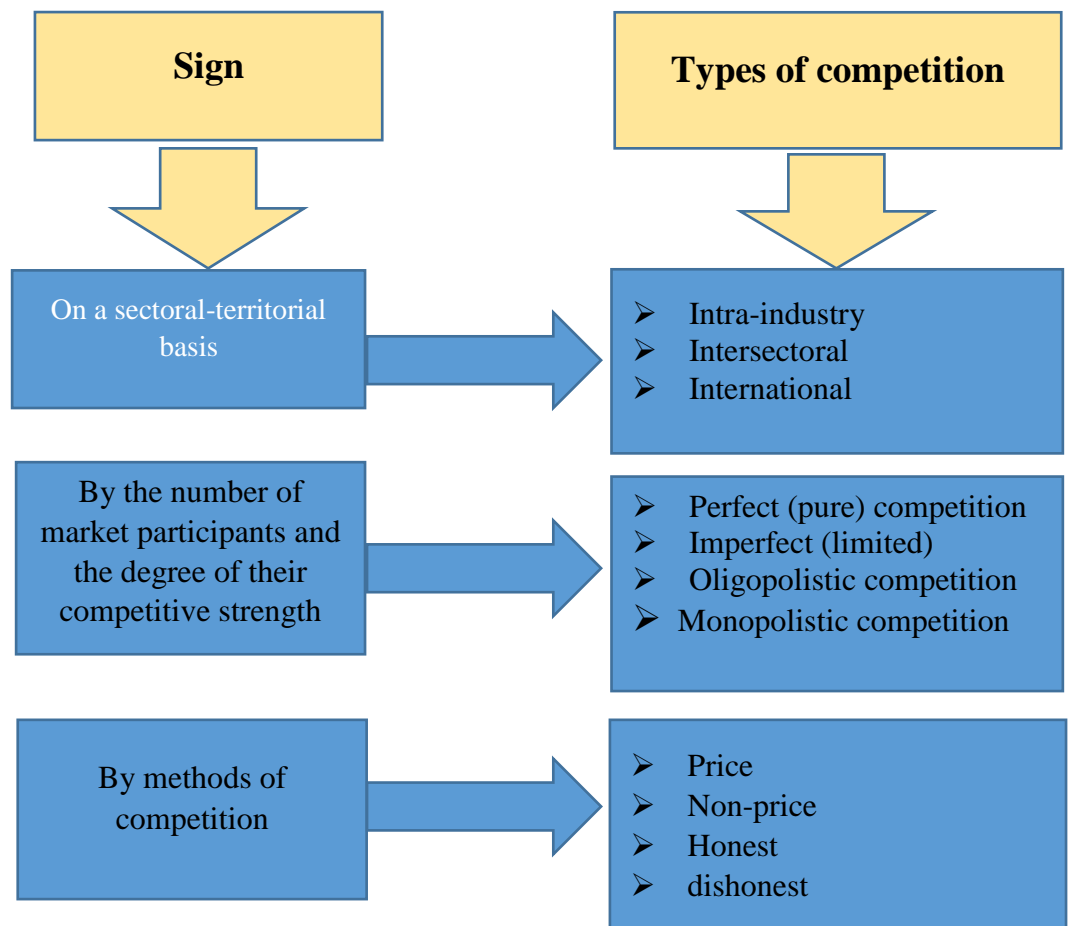 Sign
Types of competition
On a sectoral-territorial
basis
➢ Intra-industry
➢ Intersectoral
➢ International
By the number of
market participants and
the degree of their
competitive strength
➢ Perfect (pure) competition
➢ Imperfect (limited)
➢ Oligopolistic competition
➢ Monopolistic competition
By methods of
competition
➢ Price
➢ Non-price
➢ Honest
➢ dishonest